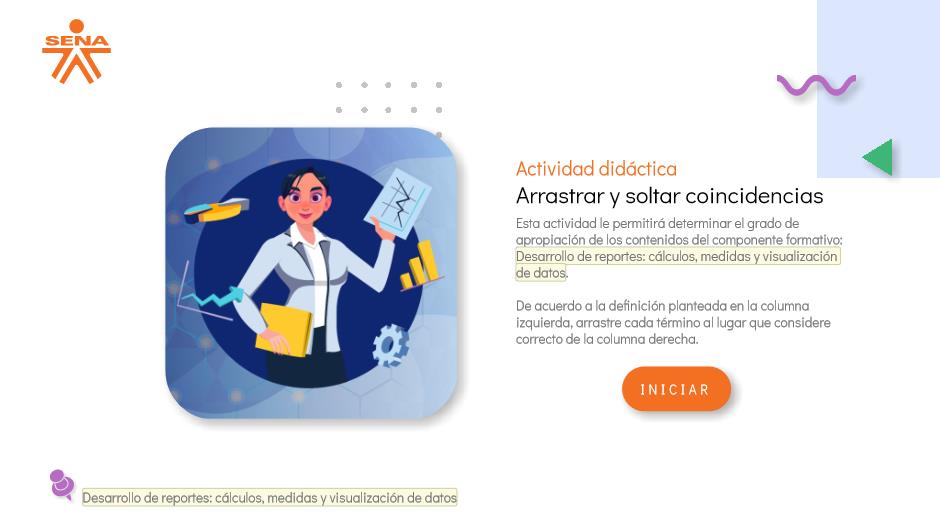 SENA
Actividad didáctica
Arrastrar y soltar coincidencias
Esta actividad le permitirá determinar el grado de
apropiación de los contenidos del componente formativo:
Desarrollo de reportes: cálculos, medidas y visualización
de datos.
De acuerdo a la definición planteada en la columna
izquierda, arrastre cada término al lugar que considere
correcto de la columna derecha.
INICIAR
Desarrollo de reportes: cálculos, medidas y visualización de datos